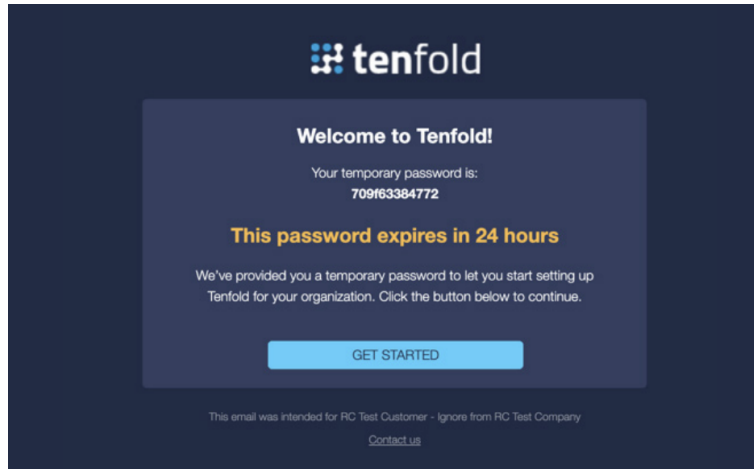 tenfold
Welcome to Tenfold!
Your temporary password is:
709f63384772
This password expires in 24 hours
We've provided you a temporary password to let you start setting up
Tenfold for your organization. Click the button below to continue.
GET STARTED
This email was intended for RC Test Customer - Ignore from RC Test Company
Contact us